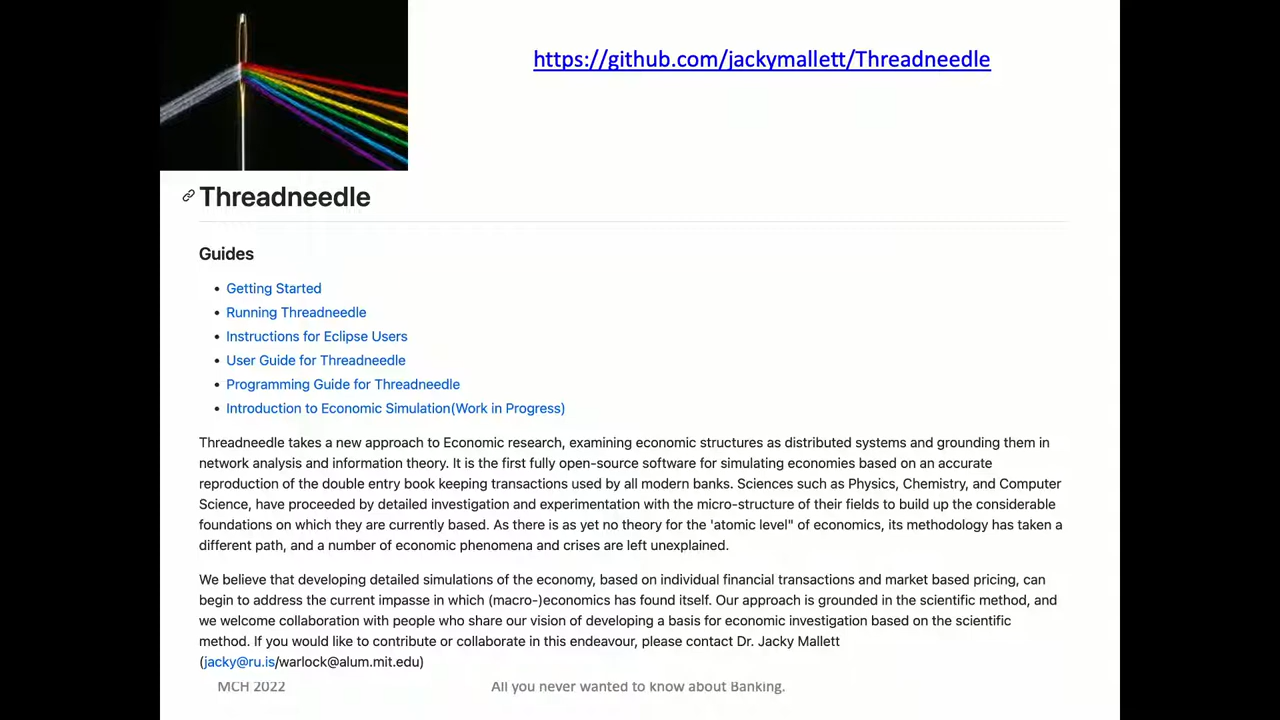 https://github.com/jackymallett/Threadneedle
Threadneedle
Guides
• Getting Started
• Running Threadneedle
• Instructions for Eclipse Users
• User Guide for Threadneedle
• Programming Guide for Threadneedle
• Introduction to Economic Simulation(Work in Progress)
Threadneedle takes a new approach to Economic research, examining economic structures as distributed systems and grounding them in
network analysis and information theory. It is the first fully open-source software for simulating economies based on an accurate
reproduction of the double entry book keeping transactions used by all modern banks. Sciences such as Physics, Chemistry, and Computer
Science, have proceeded by detailed investigation and experimentation with the micro-structure of their fields to build up the considerable
foundations on which they are currently based. As there is as yet no theory for the 'atomic level" of economics, its methodology has taken a
different path, and a number of economic phenomena and crises are left unexplained.
We believe that developing detailed simulations of the economy, based on individual financial transactions and market based pricing, can
begin to address the current impasse in which (macro-)economics has found itself. Our approach is grounded in the scientific method, and
we welcome collaboration with people who share our vision of developing a basis for economic investigation based on the scientific
method. If you would like to contribute or collaborate in this endeavour, please contact Dr. Jacky Mallett
(jacky@ru.is/warlock@alum.mit.edu)
MCH 2022
All you never wanted to know about Banking.